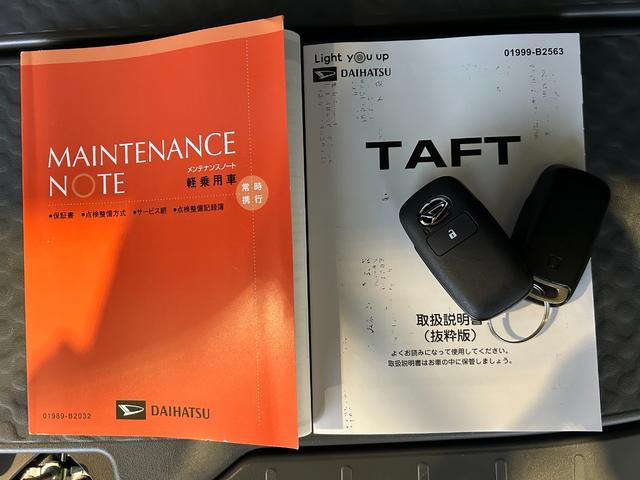 MAINTENANCE
NOTE
メンテナンスノート
軽乗用車
常時
携行
●保証書 ●点検整備方式 ●サービス網 ●点検整備記録簿
01989-B2032
DAIHATSU
Light you up
DAIHATSU
01999-B2563
TAFT
取扱説明書
（抜粋版）
よくお読みになって使用してください。
取扱説明書はお車の中に保管しましょう。